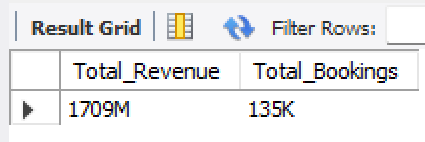 Result Grid Filter Rows:
Total_Revenue Total_Bookings
1709M 135K